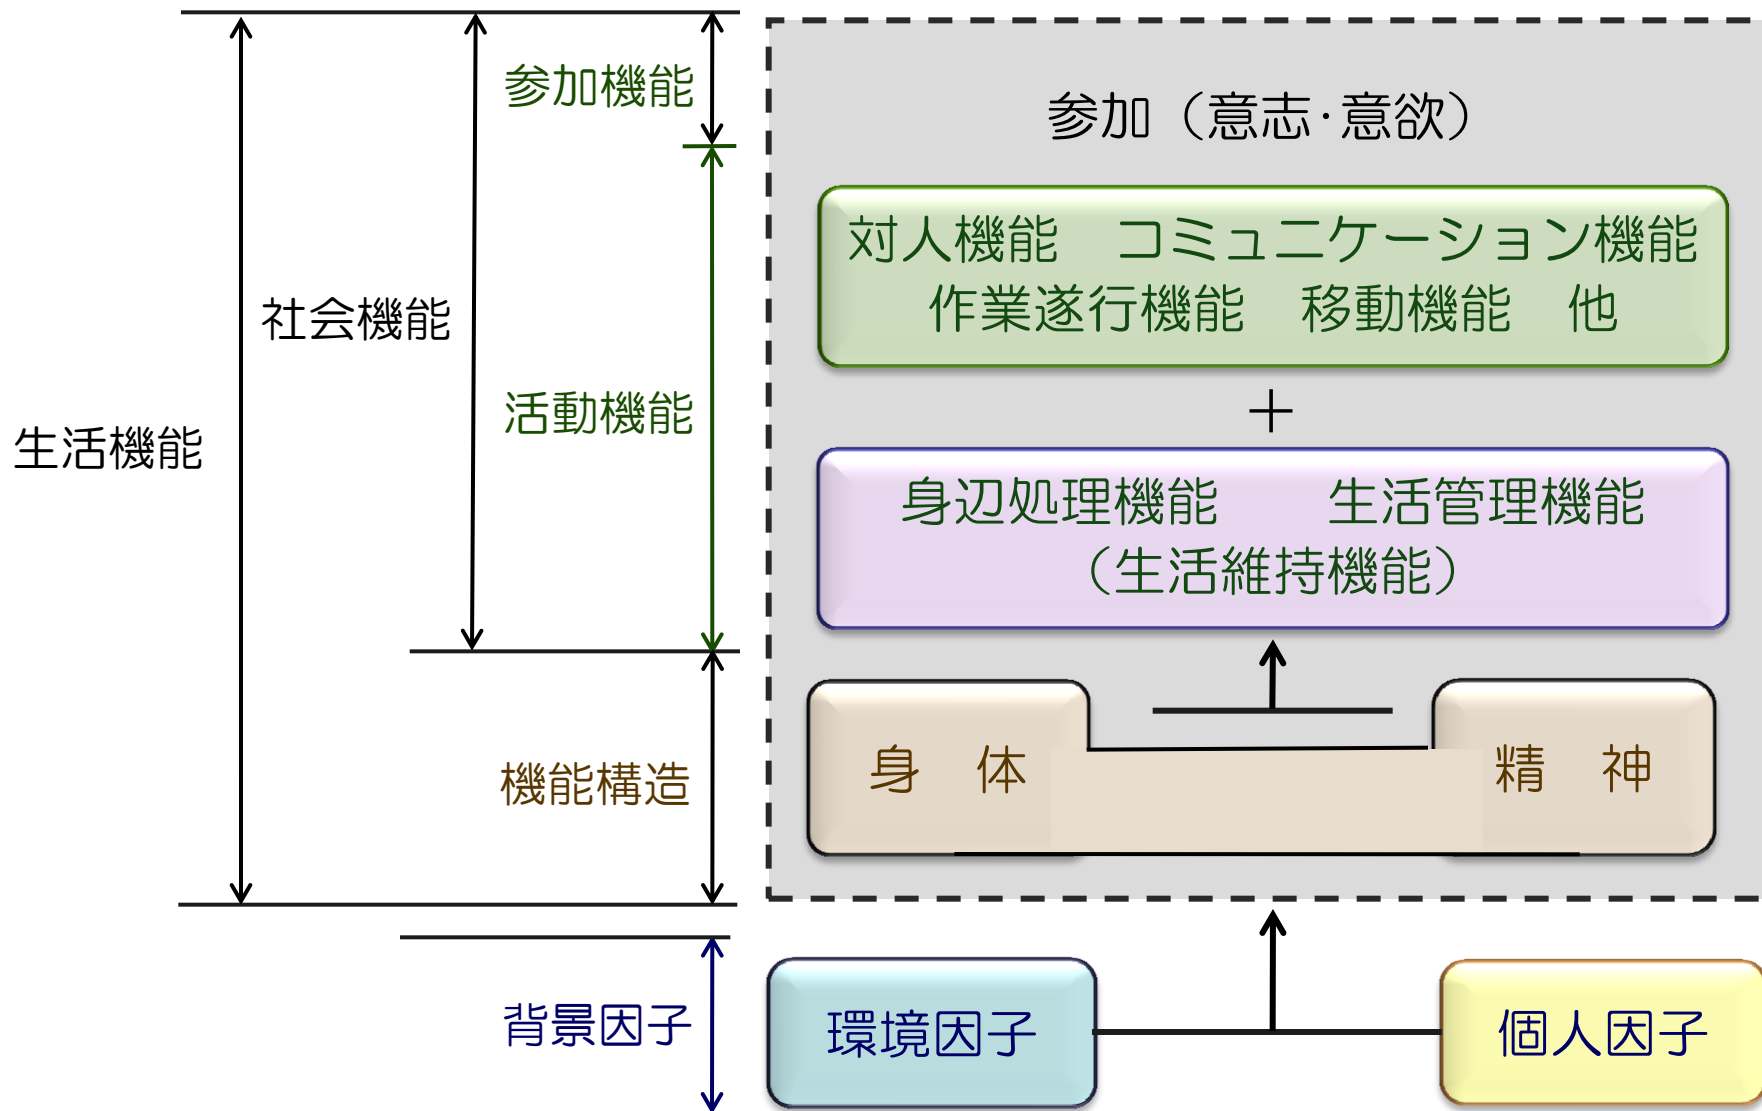 参加機能
参加（意志・意欲）
対人機能　コミュニケーション機能
作業遂行機能　移動機能　他
社会機能
活動機能
＋
生活機能
身辺処理機能　　生活管理機能
（生活維持機能）
機能構造
身　体
精　神
背景因子
環境因子
個人因子